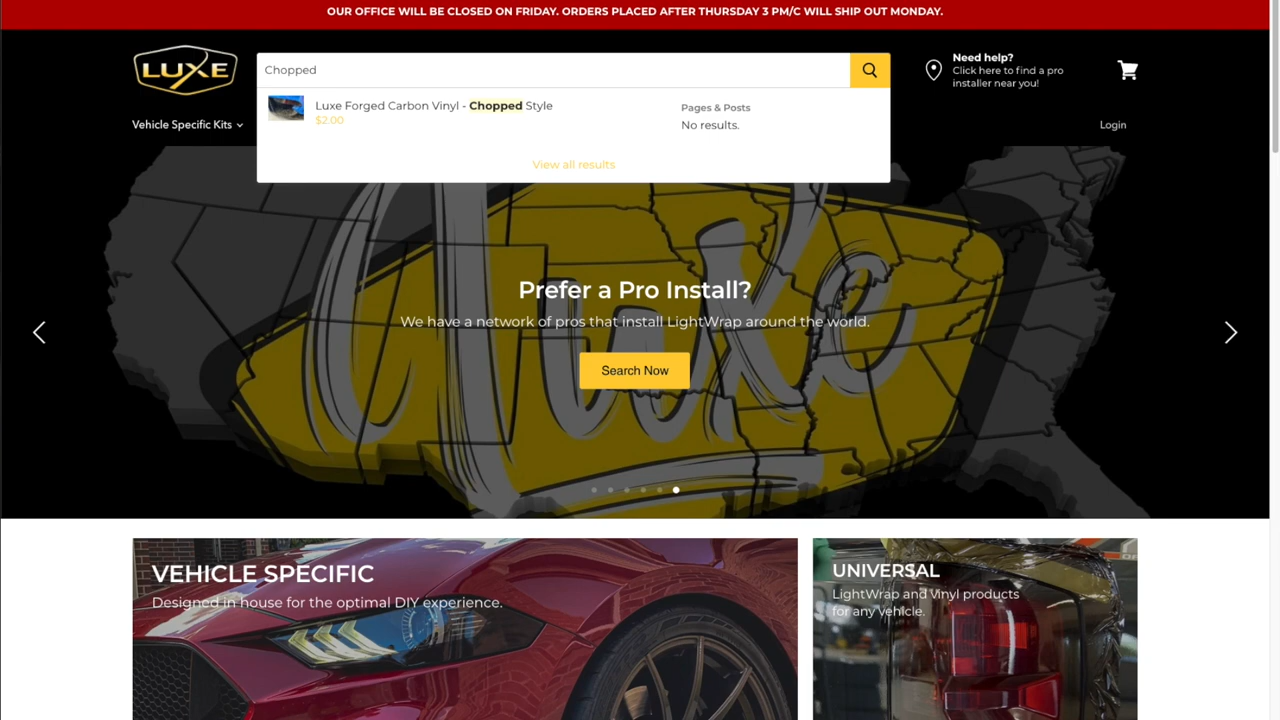 OUR OFFICE WILL BE CLOSED ON FRIDAY. ORDERS PLACED AFTER THURSDAY 3 PM/C WILL SHIP OUT MONDAY.
LUXE
Chopped
Need help?
Click here to find a pro
installer near you!
Luxe Forged Carbon Vinyl - Chopped Style
$2.00
Pages & Posts
No results.
View all results
Vehicle Specific Kits
Login
Luxe
Prefer a Pro Install?
We have a network of pros that install LightWrap around the world.
Search Now
VEHICLE SPECIFIC
Designed in house for the optimal DIY experience.
UNIVERSAL
LightWrap and Vinyl products
for any vehicle.